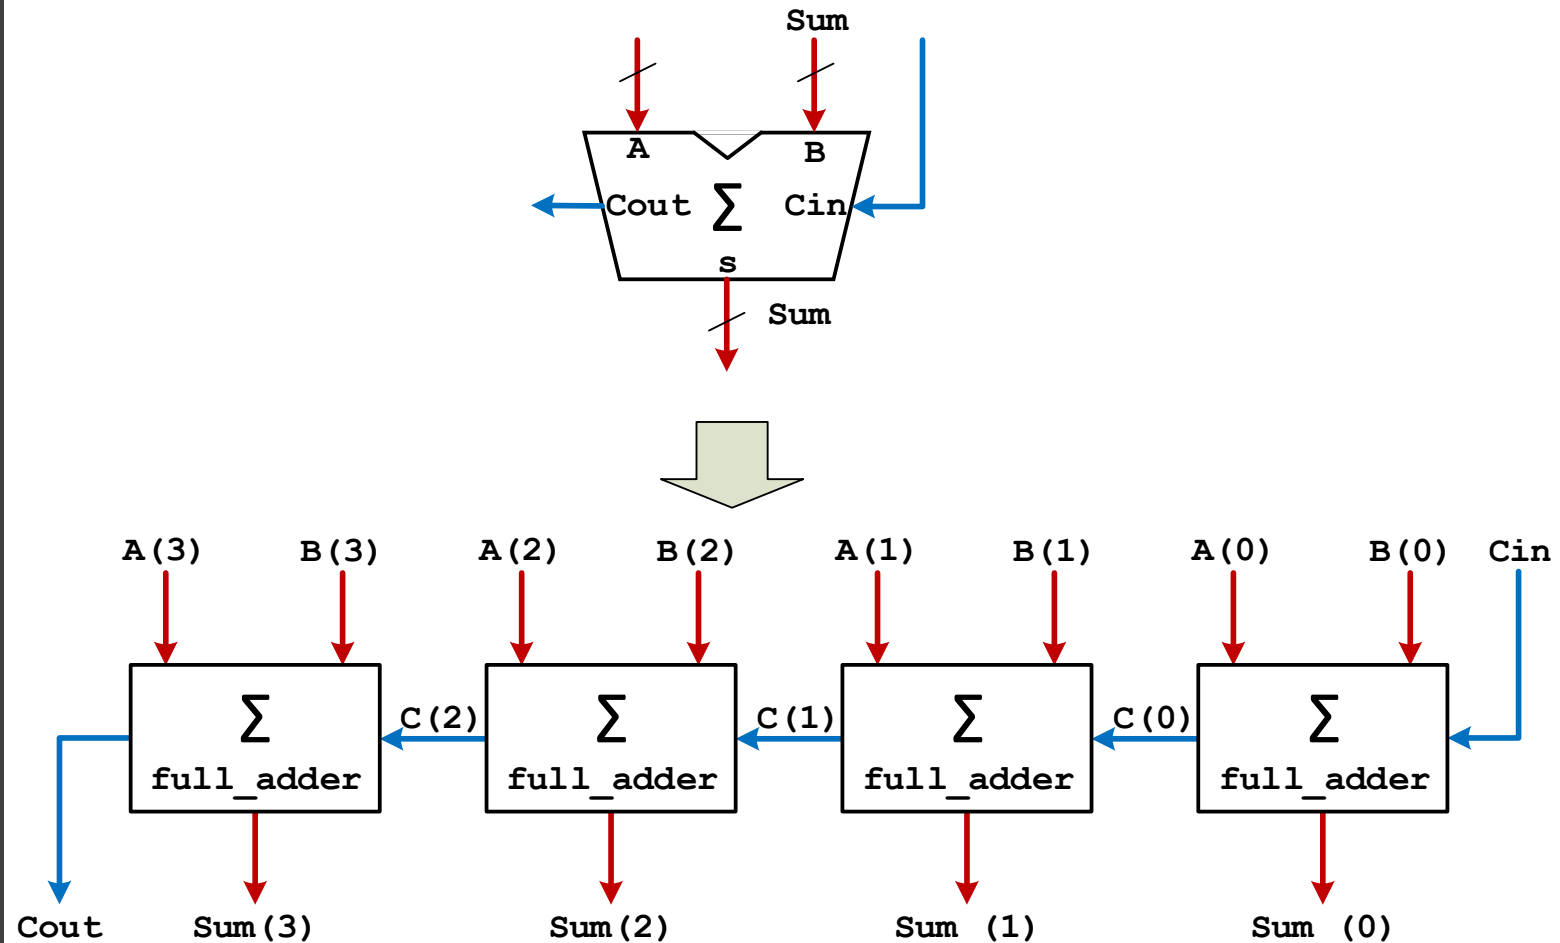 Sum
A B
Cout Σ Cin
s
Sum
A(3) B(3) A(2) B(2) A(1) B(1) A(0) B(0) Cin
Σ C(2) Σ C(1) Σ C(0) Σ
full_adder full_adder full_adder full_adder
Cout Sum(3) Sum(2) Sum (1) Sum (0)